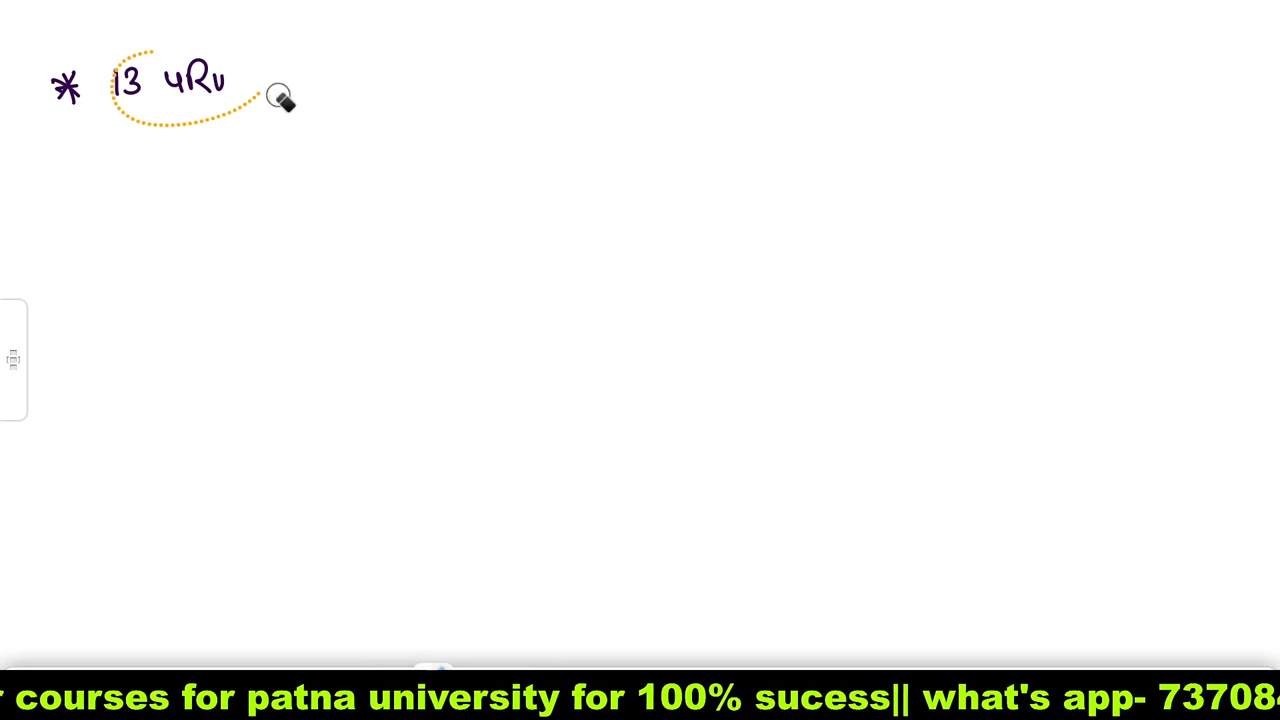 * 13 4Rv
r courses for patna university for 100% sucess|| what's app- 73708